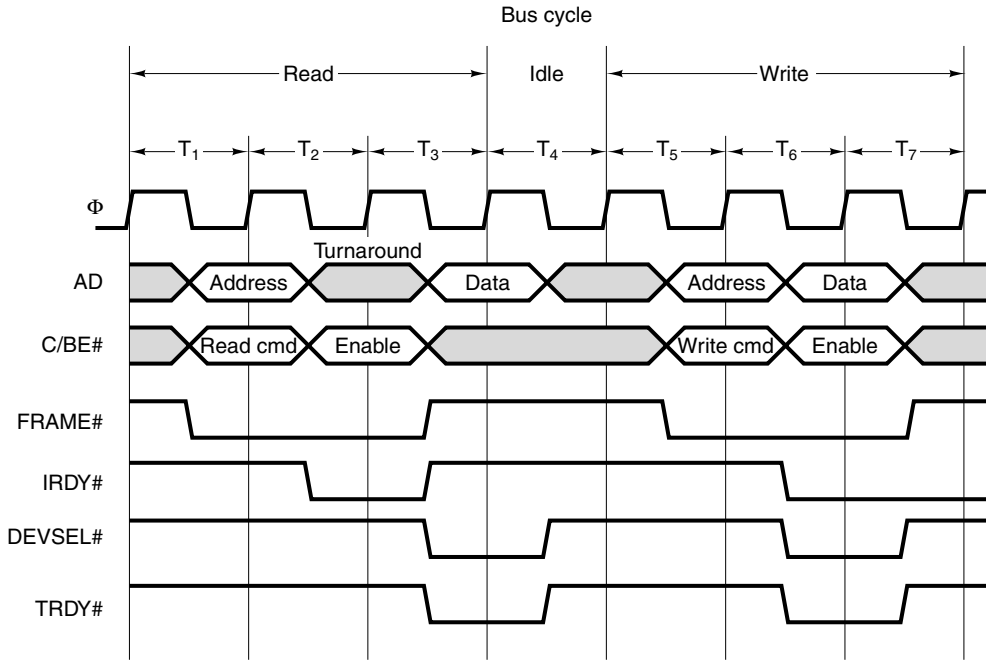 Bus cycle
Read Idle Write
T1 T2 T3 T4 T5 T6 T7
Φ
Turnaround
AD Address Data Address Data
C/BE# Read cmd Enable Write cmd Enable
FRAME#
IRDY#
DEVSEL#
TRDY#